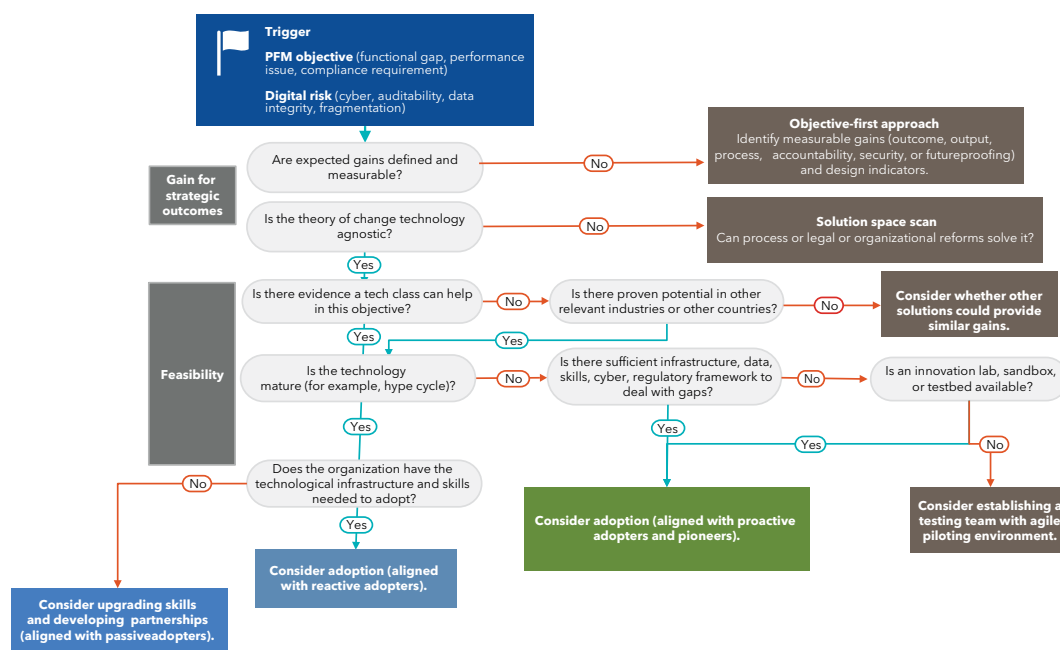 Trigger
PFM objective (functional gap, performance
issue, compliance requirement)
Digital risk (cyber, auditability, data
integrity, fragmentation)
Are expected gains defined and
measurable?
No
Objective-first approach
Identify measurable gains (outcome, output,
process, accountability, security, or futureproofing)
and design indicators.
Gain for
strategic
outcomes
Is the theory of change technology
agnostic?
No
Solution space scan
Can process or legal or organizational reforms solve it?
Yes
Feasibility
Is there evidence a tech class can help
in this objective?
No
Is there proven potential in other
relevant industries or other countries?
No
Consider whether other
solutions could provide
similar gains.
Yes
Yes
Is the technology
mature (for example, hype cycle)?
No
Is there sufficient infrastructure, data,
skills, cyber, regulatory framework to
deal with gaps?
No
Is an innovation lab, sandbox,
or testbed available?
Yes
Yes
Yes
No
Does the organization have the
technological infrastructure and skills
needed to adopt?
No
Yes
Consider adoption (aligned with proactive
adopters and pioneers).
Consider establishing a
testing team with agile
piloting environment.
Consider adoption (aligned
with reactive adopters).
Consider upgrading skills
and developing partnerships
(aligned with passiveadopters).